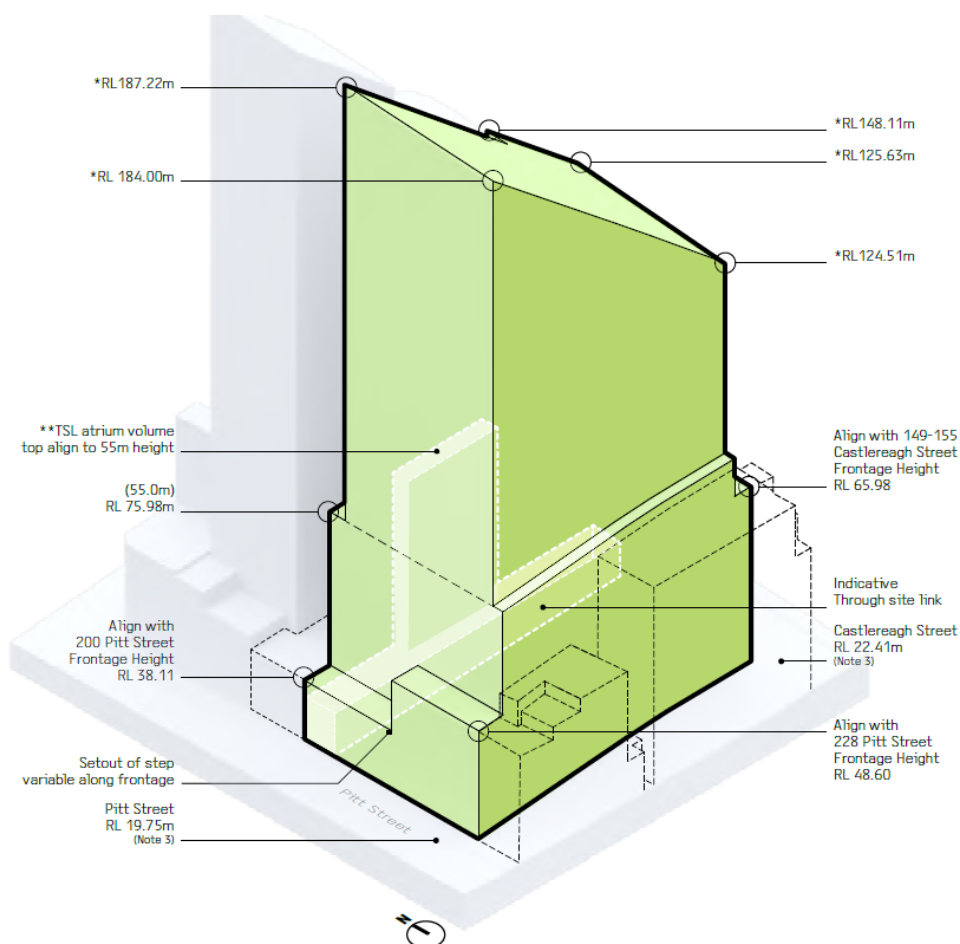 *RL187.22m
*RL148.11m
*RL125.63m
*RL 184.00m
*RL124.51m
**TSL atrium volume
top align to 55m height
Align with 149-155
Castlereagh Street
Frontage Height
RL 65.98
(55.0m)
RL 75.98m
Indicative
Through site link
Align with
200 Pitt Street
Frontage Height
RL 38.11
Castlereagh Street
RL 22.41m
(Note 3)
Align with
228 Pitt Street
Frontage Height
RL 48.60
Setout of step
variable along frontage
Pitt Street
Pitt Street
RL 19.75m
(Note 3)
N